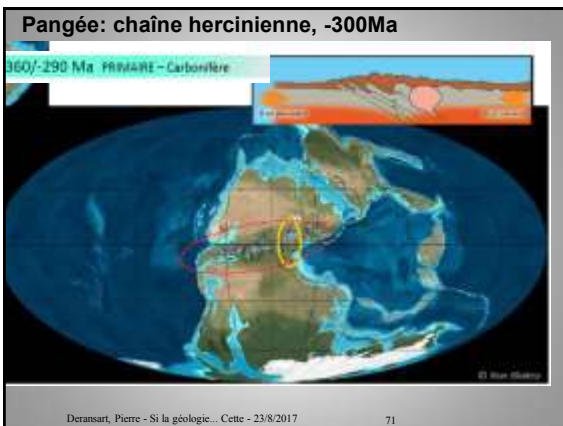 Pangée: chaîne hercinienne, -300Ma
360/-290 Ma PRIMAIRE – Carbonifère
Deransart, Pierre - Si la géologie... Cette - 23/8/2017 71